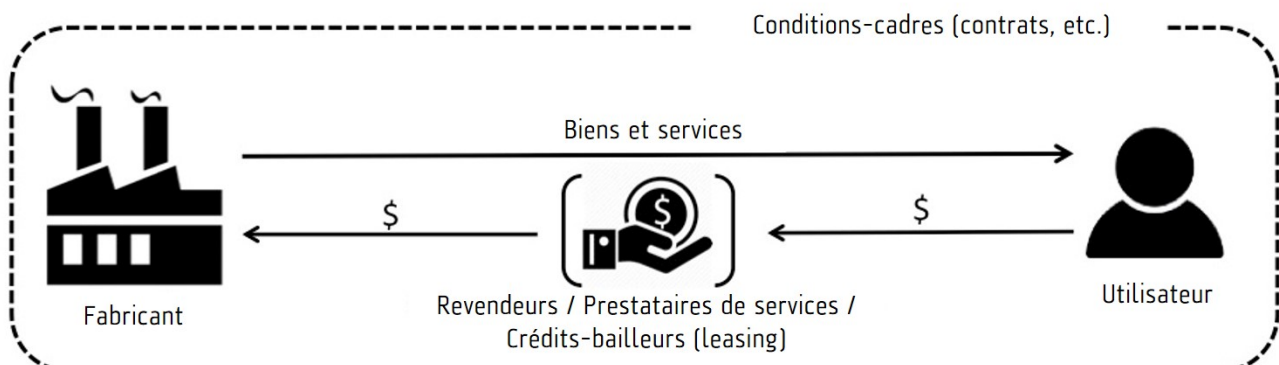 Conditions-cadres (contrats, etc.)
Biens et services
$
$
$
Fabricant
Revendeurs / Prestataires de services /
Crédits-bailleurs (leasing)
Utilisateur